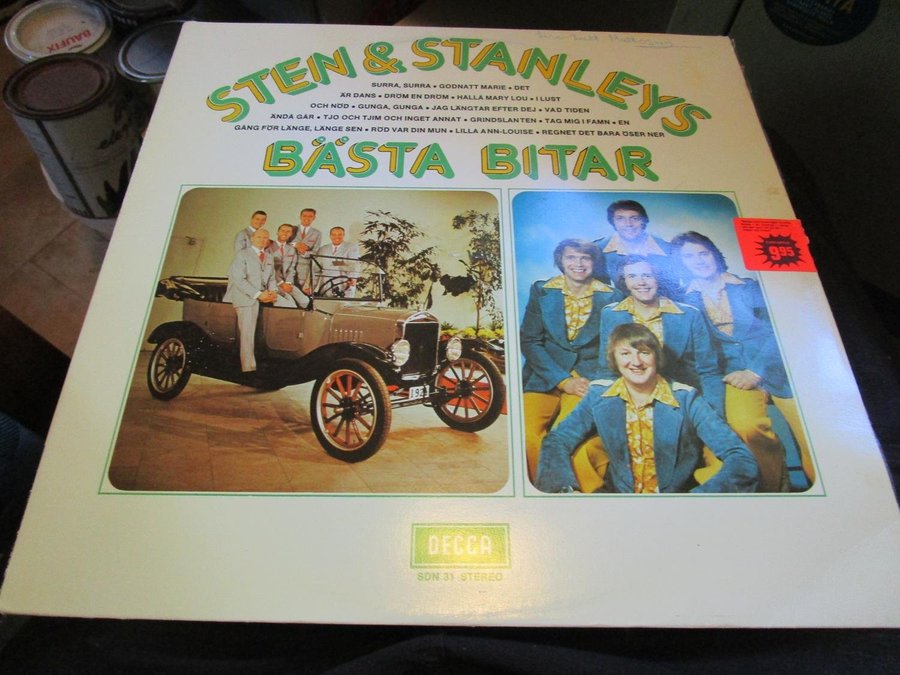 BAUFIX
STEN & STANLEYS
SURRA, SURRA • GODNATT MARIE • DET
ÄR DANS • DRÖM EN DRÖM • HALLÅ MARY LOU • I LUST
OCH NÖD • GUNGA, GUNGA • JAG LÄNGTAR EFTER DEJ • VAD TIDEN
ÄNDÅ GÅR • TJO OCH TJIM OCH INGET ANNAT • GRINDSLANTEN • TAG MIG I FAMN • EN
GÅNG FÖR LÄNGE, LÄNGE SEN • RÖD VAR DIN MUN • LILLA ANN-LOUISE • REGNET DET BARA ÖSER NER
BÄSTA BITAR
9.95
DECCA
SDN 31 STEREO